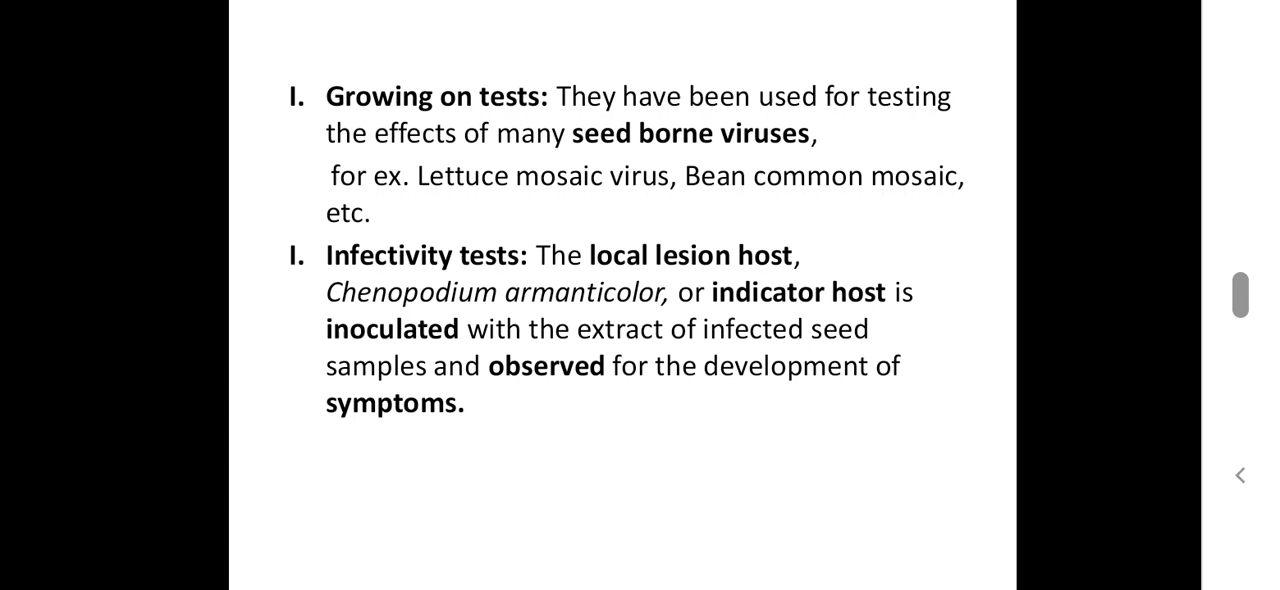 I. Growing on tests: They have been used for testing
the effects of many seed borne viruses,
for ex. Lettuce mosaic virus, Bean common mosaic,
etc.
I. Infectivity tests: The local lesion host,
Chenopodium armanticolor, or indicator host is
inoculated with the extract of infected seed
samples and observed for the development of
symptoms.